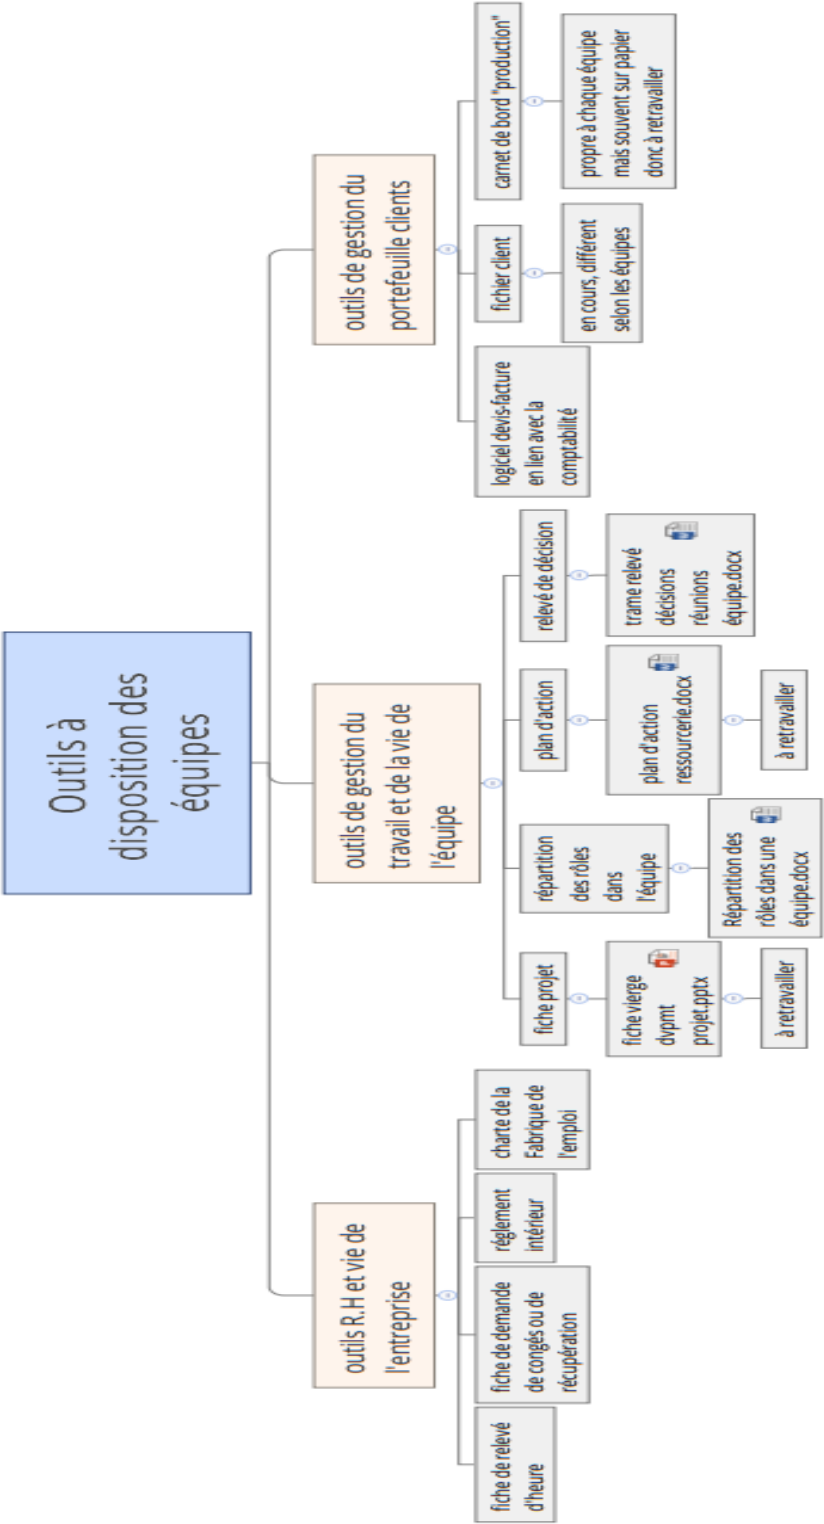 Outils à
disposition des
équipes
outils R.H et vie de
l'entreprise
fiche de relevé
d'heure
fiche de demande
de congés ou de
récupération
réglement
intérieur
charte de la
Fabrique de
l'emploi
outils de gestion du
travail et de la vie de
l'équipe
fiche projet
fiche vierge
dvpmt
projet.pptx
à retravailler
répartition
des rôles
dans
l'équipe
Répartition des
rôles dans une
équipe.docx
plan d'action
plan d'action
ressourcerie.docx
à retravailler
relevé de décision
trame relevé
décisions
réunions
équipe.docx
outils de gestion du
portefeuille clients
logiciel devis-facture
en lien avec la
comptabilité
fichier client
en cours, différent
selon les équipes
carnet de bord "production"
propre à chaque équipe
mais souvent sur papier
donc à retravailler